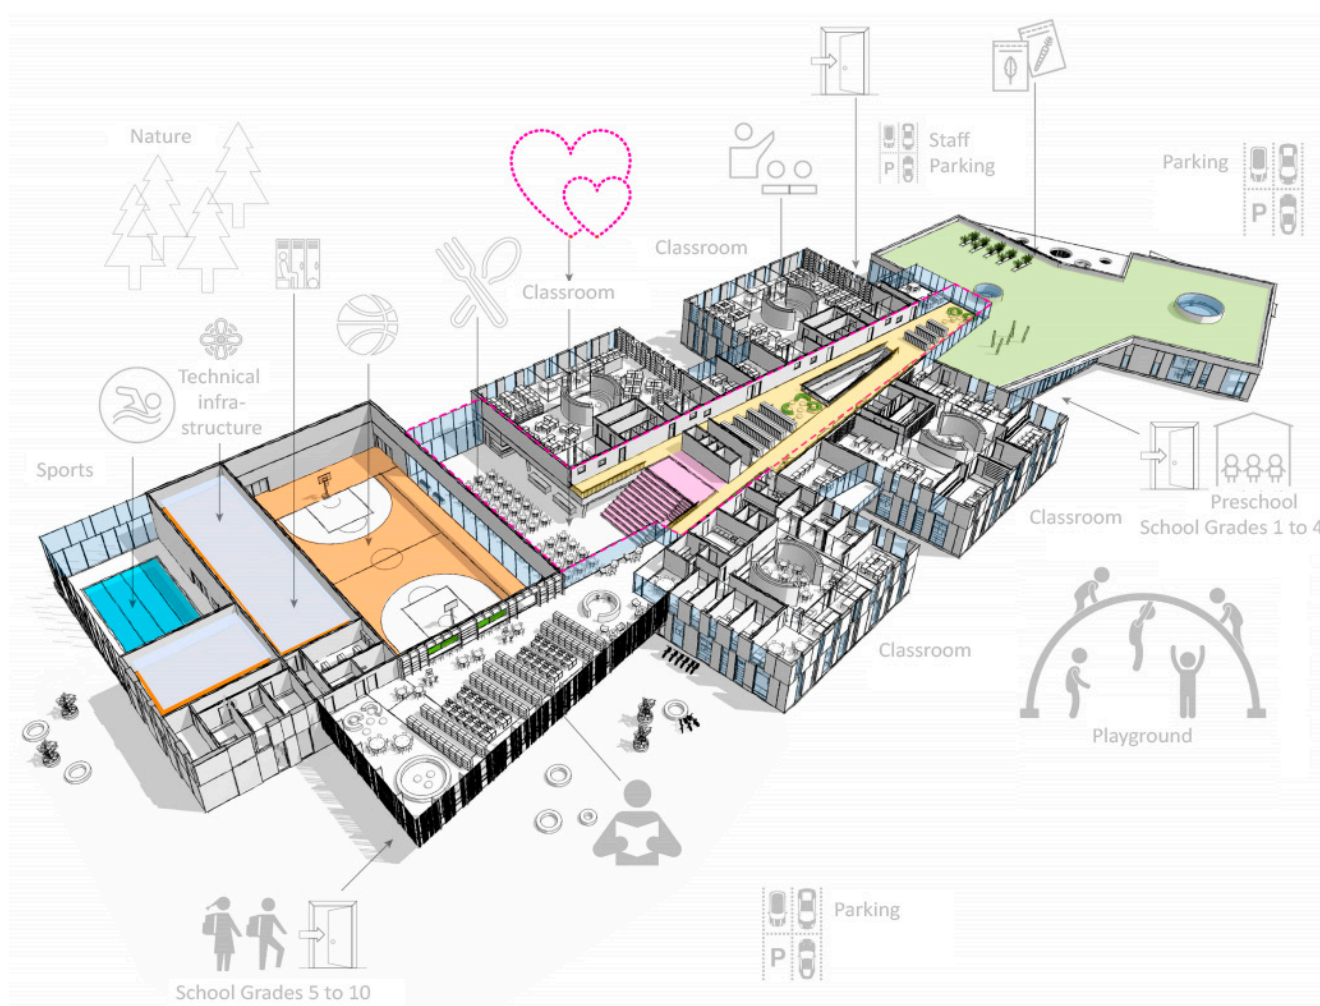 Nature
Staff
Parking
P
Parking
P
Classroom
Classroom
Technical
infra-
structure
Sports
Preschool
School Grades 1 to 4
Classroom
Classroom
Playground
Parking
P
School Grades 5 to 10